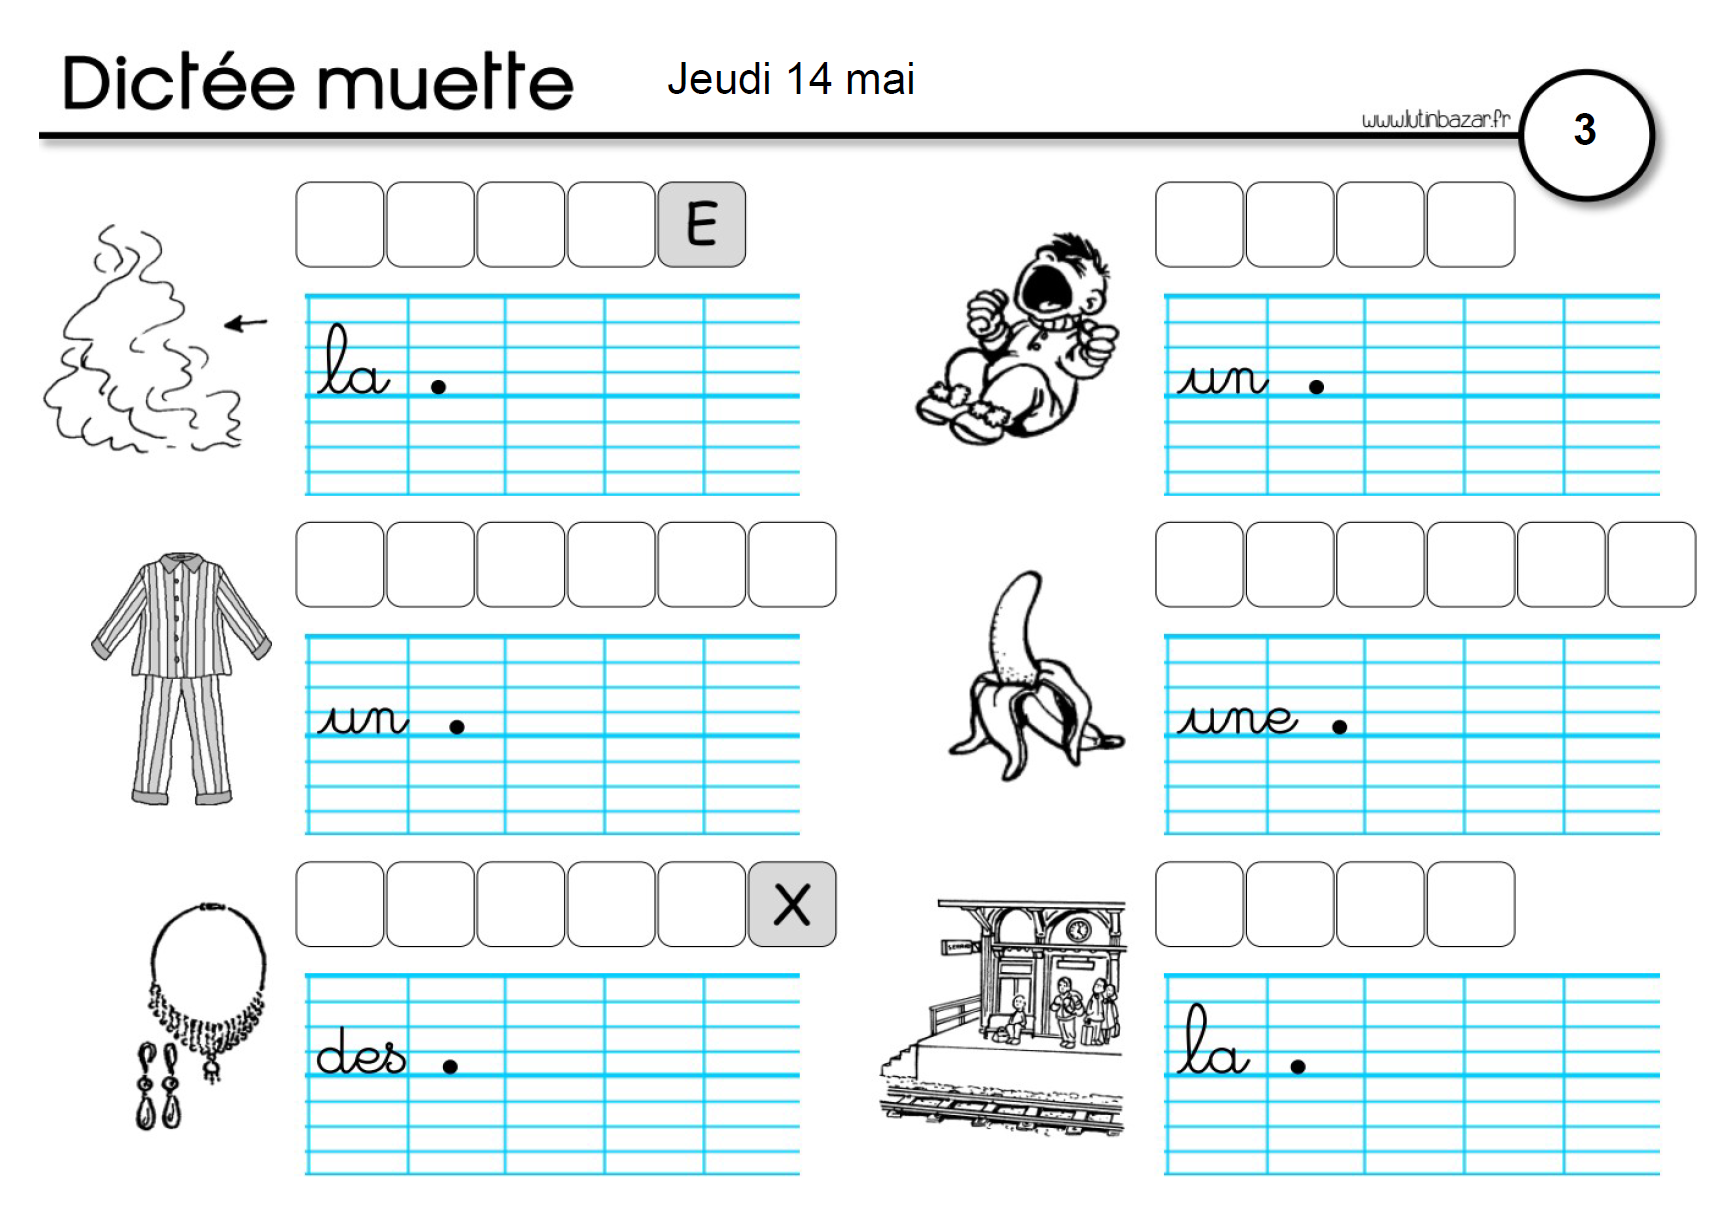 Dictée muette Jeudi 14 mai
www.lutinbazar.fr 3
E
la .
un .
un .
une .
X
des .
la .